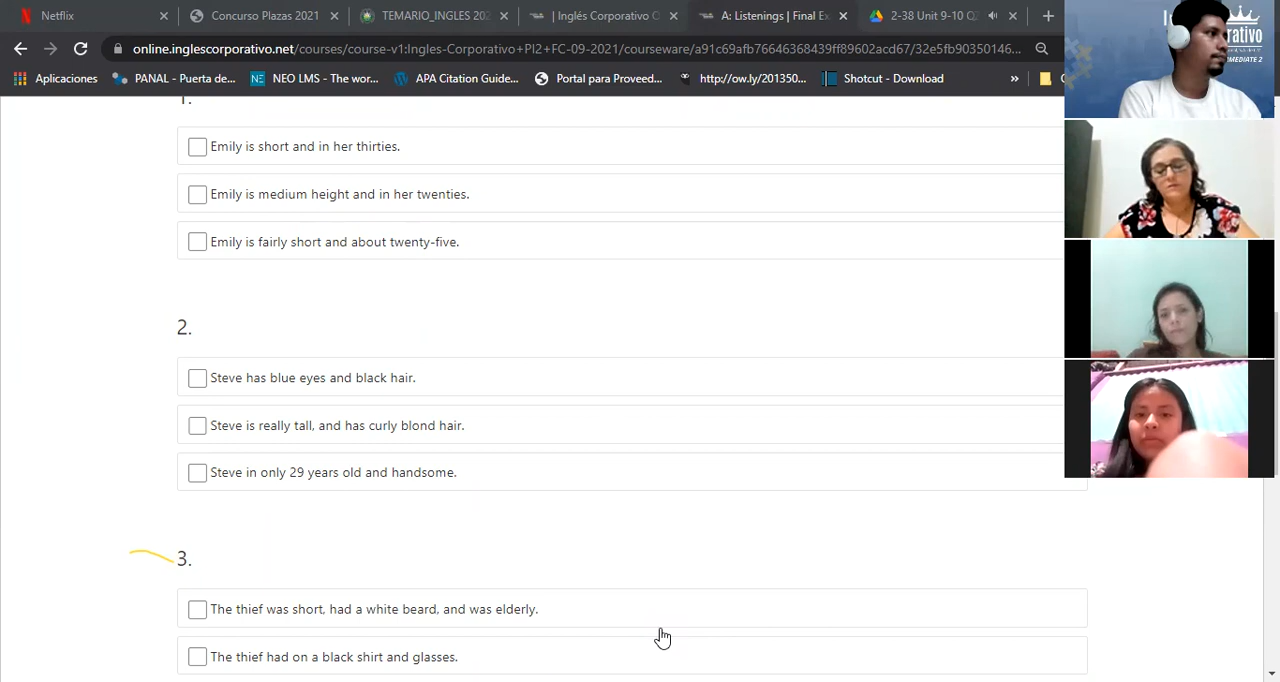 Netflix
Concurso Plazas 2021
TEMARIO_INGLES 202
| Inglés Corporativo O
A: Listenings | Final Ex
2-38 Unit 9-10 Q
online.inglescorporativo.net/courses/course-v1:Ingles-Corporativo+PI2+FC-09-2021/courseware/a91c69afb76646368439ff89602acd67/32e5fb90350146...
Aplicaciones
PANAL - Puerta de...
NE
NEO LMS - The wor...
APA Citation Guide...
Portal para Proveed...
http://ow.ly/201350...
Shotcut - Download
»
1.
Emily is short and in her thirties.
Emily is medium height and in her twenties.
Emily is fairly short and about twenty-five.
2.
Steve has blue eyes and black hair.
Steve is really tall, and has curly blond hair.
Steve in only 29 years old and handsome.
3.
The thief was short, had a white beard, and was elderly.
The thief had on a black shirt and glasses.